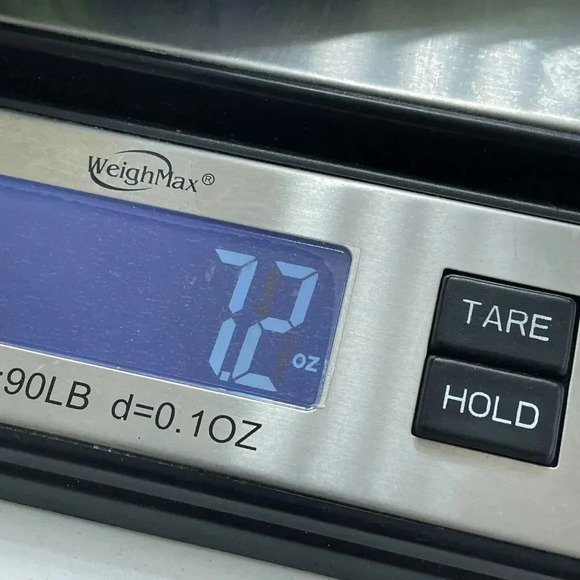 WeighMax®
7.2 oz
TARE
HOLD
:90LB d=0.1OZ